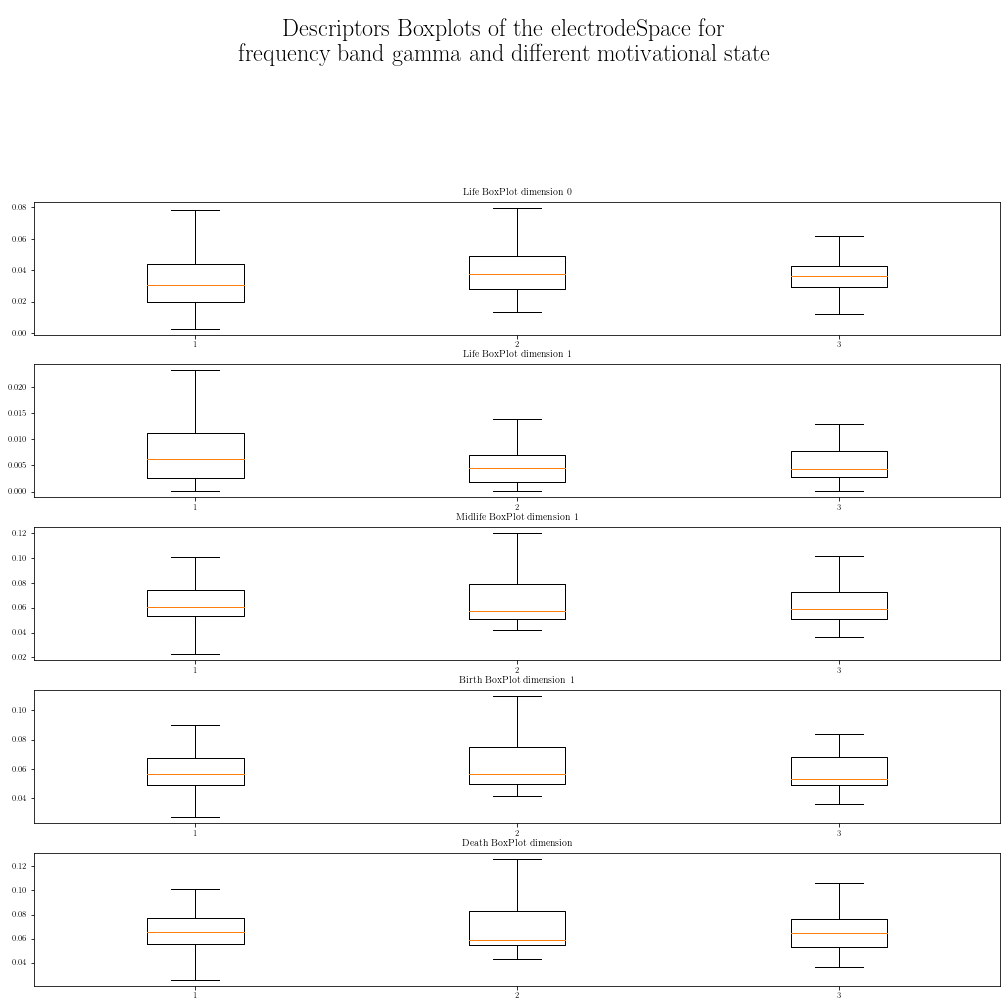 Descriptors Boxplots of the electrodeSpace for
frequency band gamma and different motivational state
Life BoxPlot dimension 0
0.08
0.06
0.04
0.02
0.00
1 2 3
Life BoxPlot dimension 1
0.020
0.015
0.010
0.005
0.000
1 2 3
Midlife BoxPlot dimension 1
0.12
0.10
0.08
0.06
0.04
0.02
1 2 3
Birth BoxPlot dimension 1
0.10
0.08
0.06
0.04
1 2 3
Death BoxPlot dimension
0.12
0.10
0.08
0.06
0.04
1 2 3